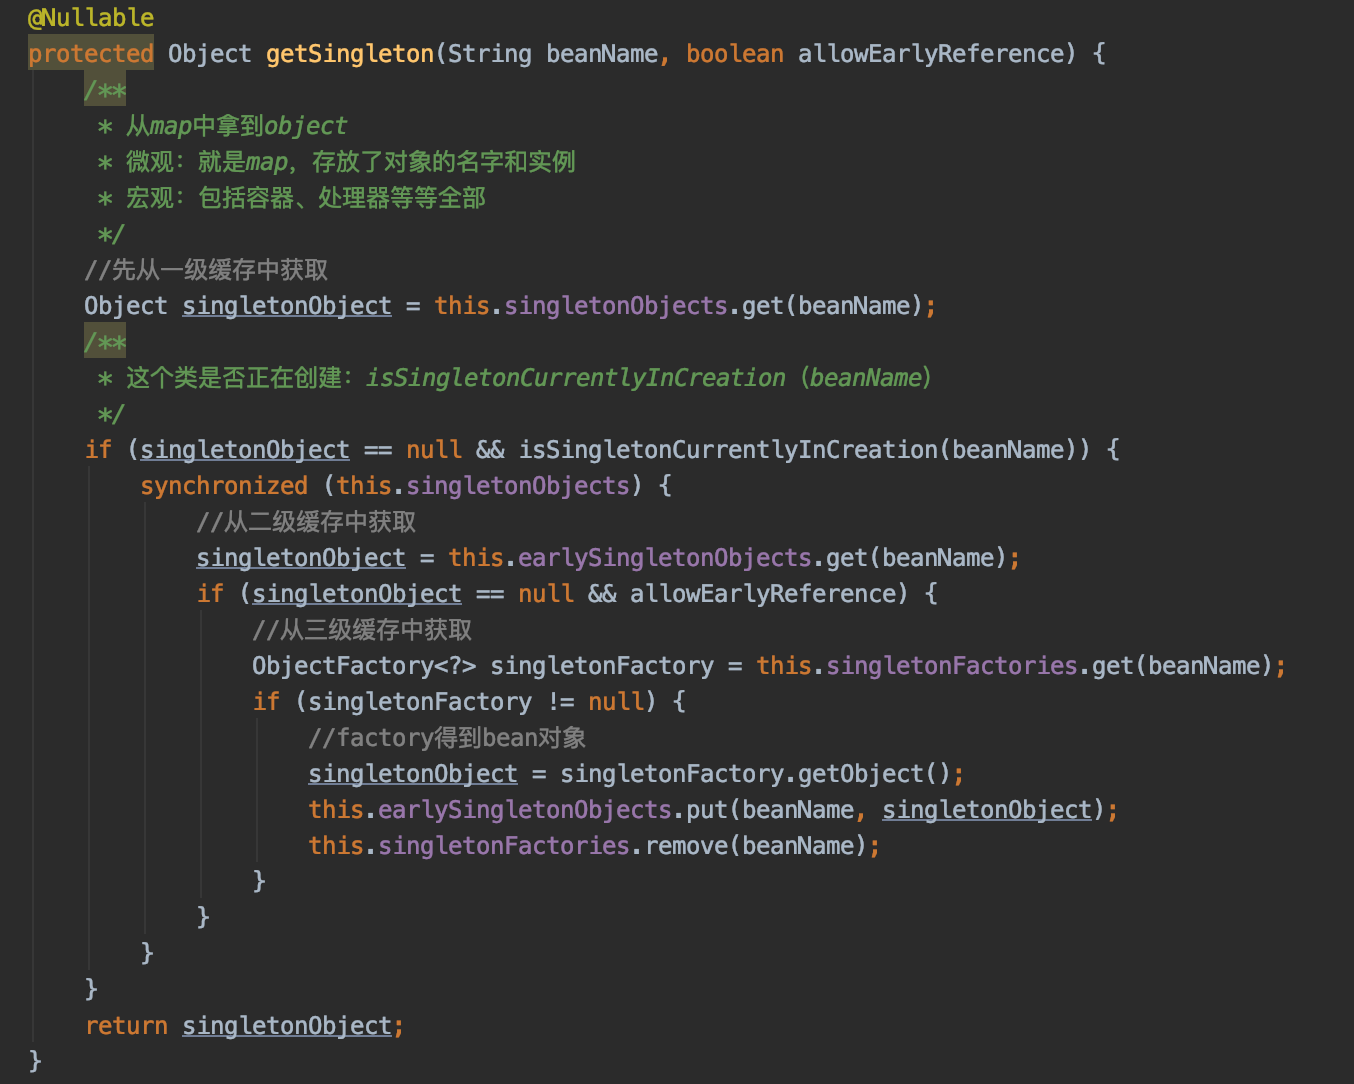 @Nullable
protected Object getSingleton(String beanName, boolean allowEarlyReference) {
/**
* 从map中拿到object
* 微观：就是map，存放了对象的名字和实例
* 宏观：包括容器、处理器等等全部
*/
//先从一级缓存中获取
Object singletonObject = this.singletonObjects.get(beanName);
/**
* 这个类是否正在创建：isSingletonCurrentlyInCreation（beanName）
*/
if (singletonObject == null && isSingletonCurrentlyInCreation(beanName)) {
synchronized (this.singletonObjects) {
//从二级缓存中获取
singletonObject = this.earlySingletonObjects.get(beanName);
if (singletonObject == null && allowEarlyReference) {
//从三级缓存中获取
ObjectFactory<?> singletonFactory = this.singletonFactories.get(beanName);
if (singletonFactory != null) {
//factory得到bean对象
singletonObject = singletonFactory.getObject();
this.earlySingletonObjects.put(beanName, singletonObject);
this.singletonFactories.remove(beanName);
}
}
}
}
return singletonObject;
}